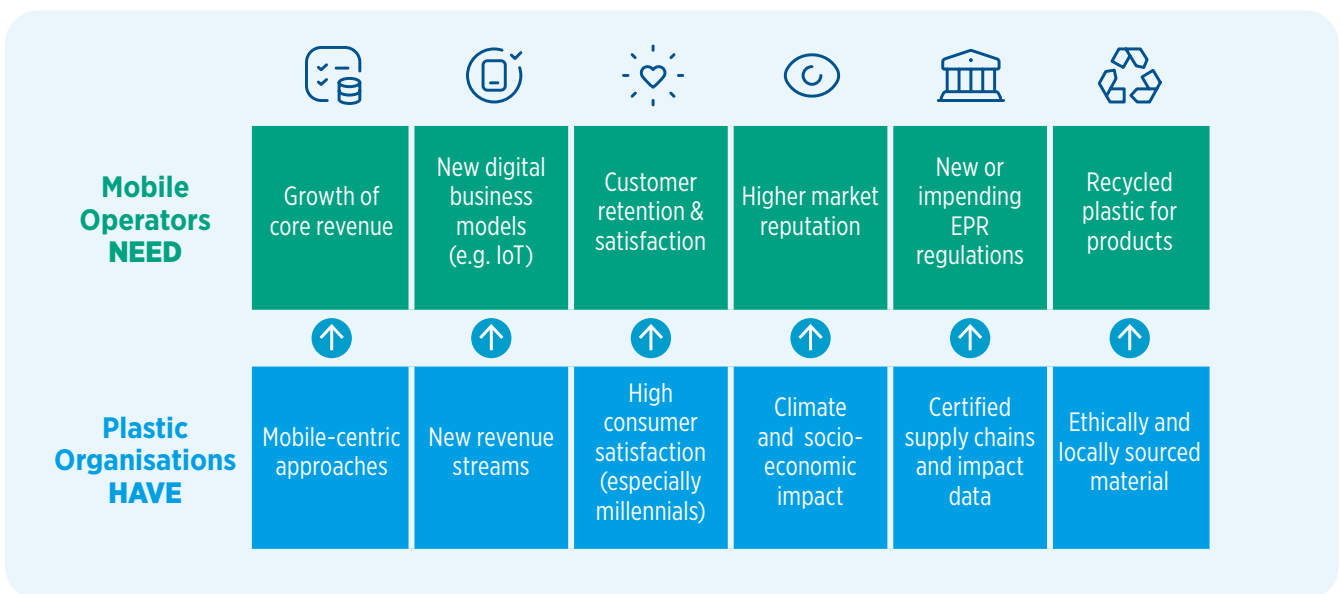 Mobile
Operators
NEED
Growth of
core revenue
New digital
business
models
(e.g. IoT)
Customer
retention &
satisfaction
Higher market
reputation
New or
impending
EPR
regulations
Recycled
plastic for
products
Plastic
Organisations
HAVE
Mobile-centric
approaches
New revenue
streams
High
consumer
satisfaction
(especially
millennials)
Climate
and socio-
economic
impact
Certified
supply chains
and impact
data
Ethically and
locally sourced
material